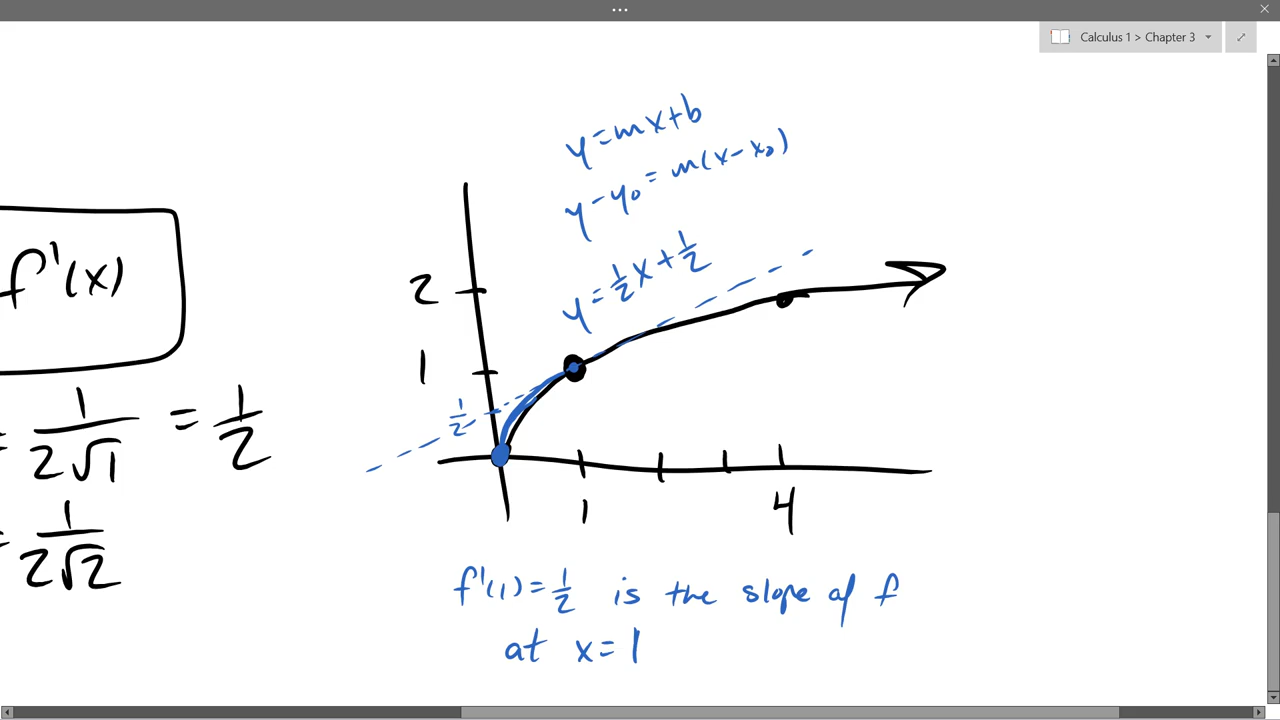 Calculus 1 > Chapter 3
y=mx+b
y-y₀=m(x-x₀)
y=½x+½
f'(x)
2
1
½
= 1/(2√1) = 1/2
= 1/(2√2)
1
4
f'(1)=½ is the slope of f
at x=1